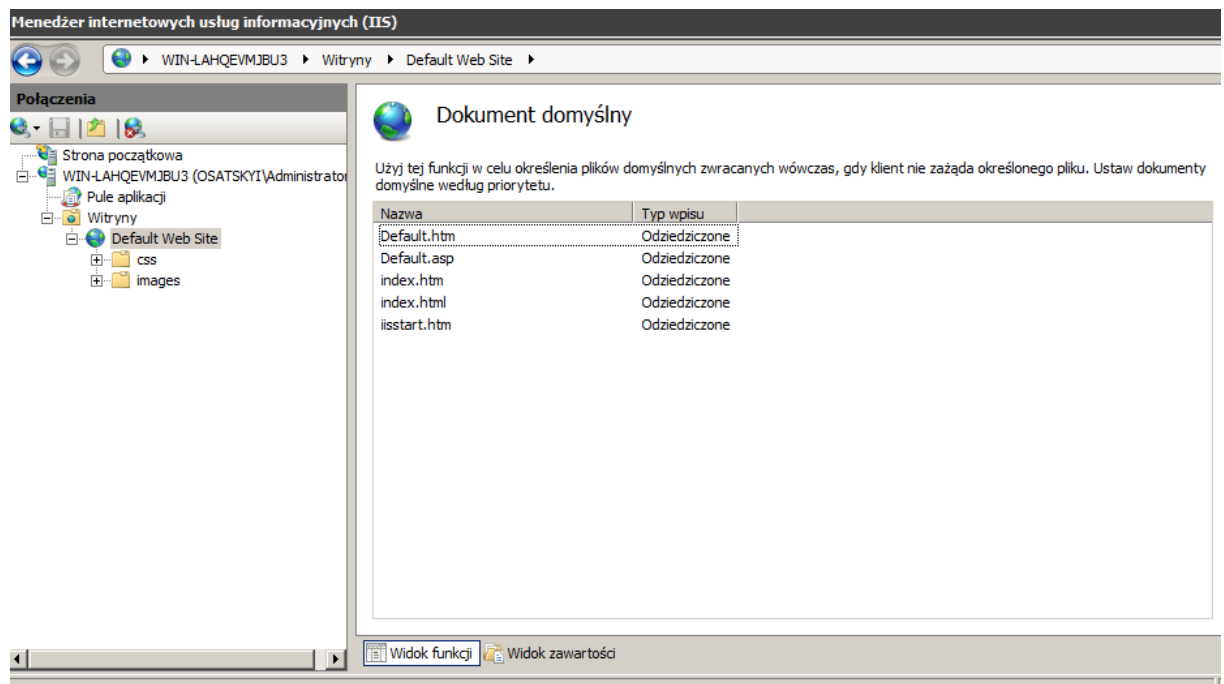 Menedżer internetowych usług informacyjnych (IIS)
WIN-LAHQEVMJBU3 Witryny Default Web Site
Połączenia
Strona początkowa
WIN-LAHQEVMJBU3 (OSATSKYI\Administrator
Pule aplikacji
Witryny
Default Web Site
css
images
Dokument domyślny
Użyj tej funkcji w celu określenia plików domyślnych zwracanych wówczas, gdy klient nie zażąda określonego pliku. Ustaw dokumenty
domyślne według priorytetu.
Nazwa Typ wpisu
Default.htm Odziedziczone
Default.asp Odziedziczone
index.htm Odziedziczone
index.html Odziedziczone
iisstart.htm Odziedziczone
Widok funkcji Widok zawartości